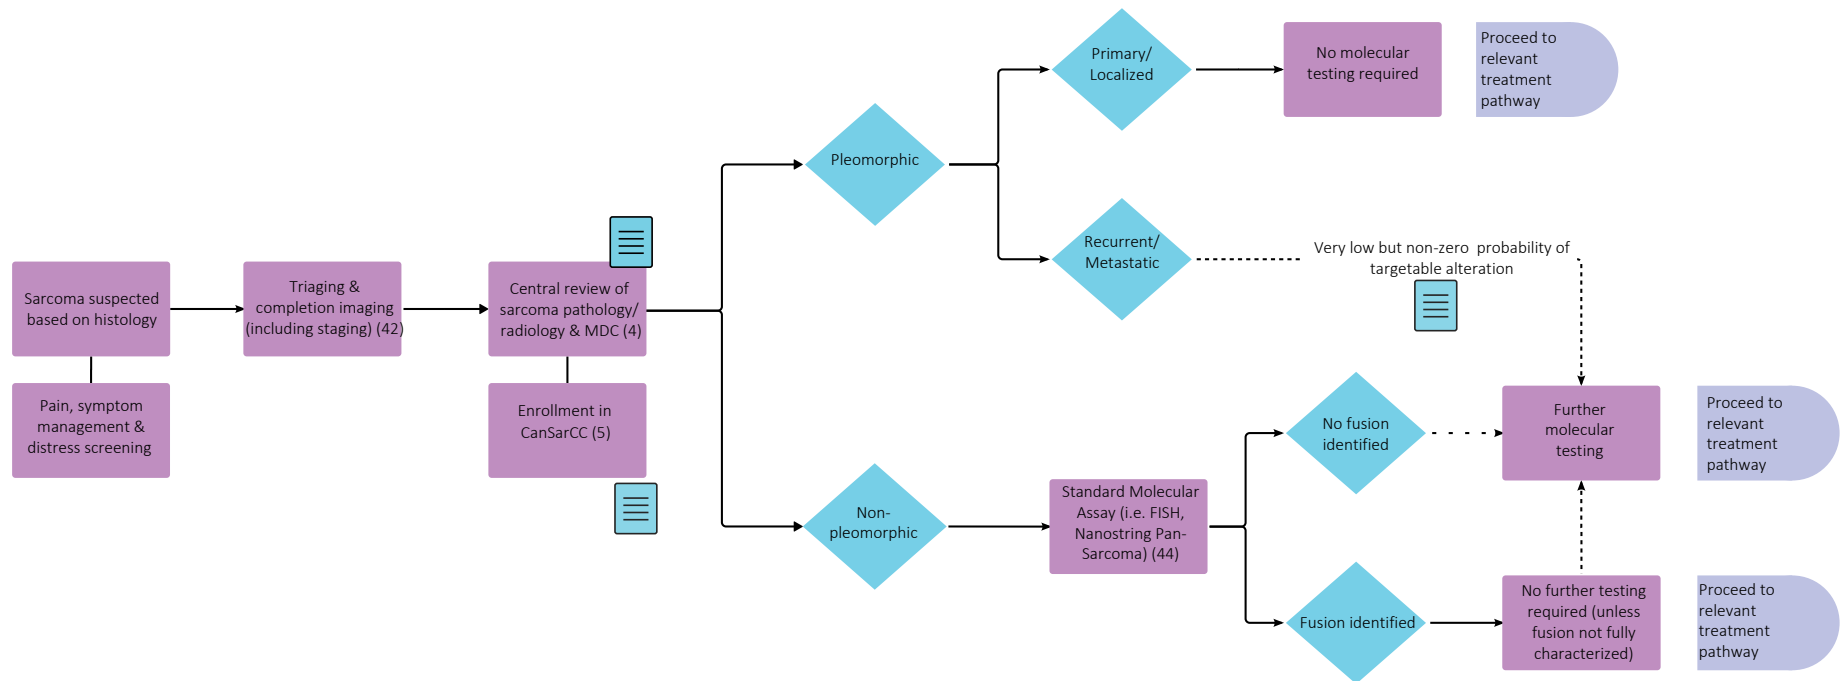 Sarcoma suspected
based on histology
Pain, symptom
management &
distress screening
Triaging &
completion imaging
(including staging) (42)
Central review of
sarcoma pathology/
radiology & MDC (4)
Enrollment in
CanSarCC (5)
Pleomorphic
Primary/
Localized
No molecular
testing required
Proceed to
relevant
treatment
pathway
Recurrent/
Metastatic
Very low but non-zero probability of
targetable alteration
Non-
pleomorphic
Standard Molecular
Assay (i.e. FISH,
Nanostring Pan-
Sarcoma) (44)
No fusion
identified
Further
molecular
testing
Proceed to
relevant
treatment
pathway
Fusion identified
No further testing
required (unless
fusion not fully
characterized)
Proceed to
relevant
treatment
pathway